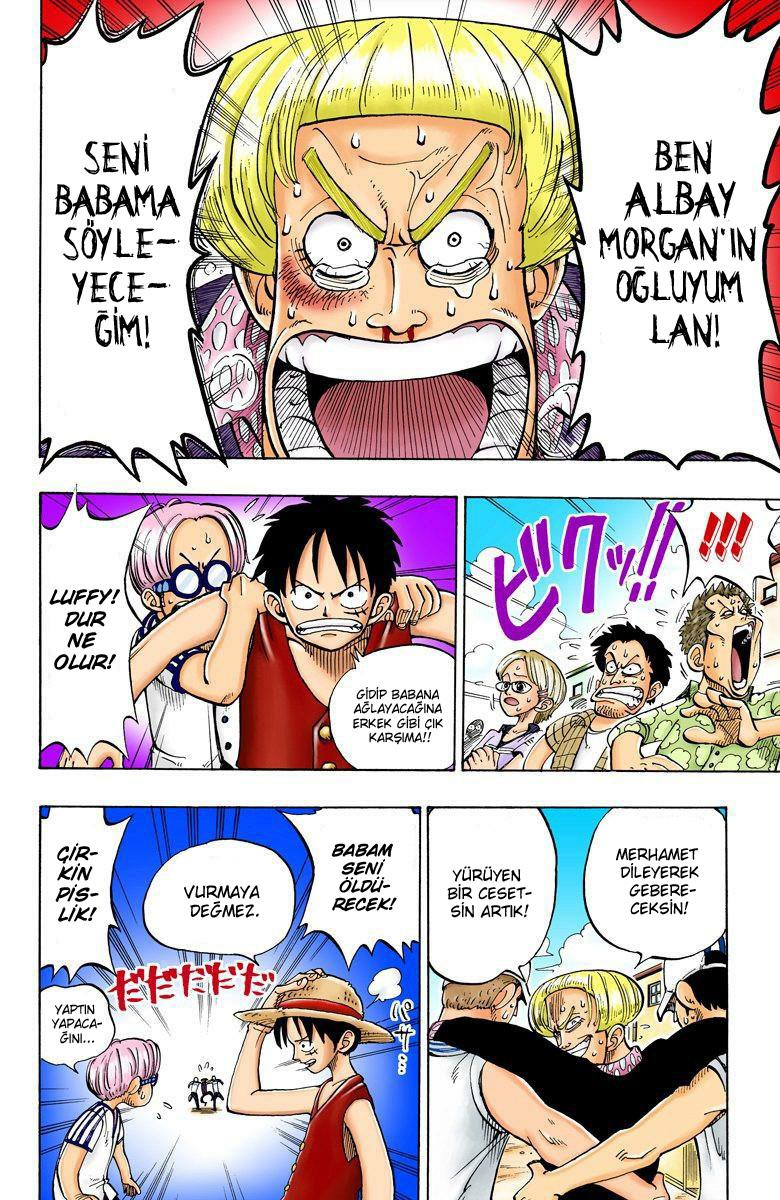 BEN
ALBAY
MORGAN'IN
OĞLUYUM
LAN!
SENİ
BABAMA
SÖYLE-
YECE-
ĞİM!
!!!
ビクッ!!
LUFFY!
DUR
NE
OLUR!
GİDİP BABANA
AĞLAYACAĞINA
ERKEK GİBİ ÇIK
KARŞIMA!!
MERHAMET
DİLEYEREK
GEBERE-
CEKSİN!
YÜRÜYEN
BİR CESET-
SİN ARTIK!
BABAM
SENİ
ÖLDÜ-
RECEK!
VURMAYA
DEĞMEZ.
ÇİR-
KİN
PİS-
LİK!
だだだだだ
パサ…
YAPTIN
YAPACA-
ĞINI...